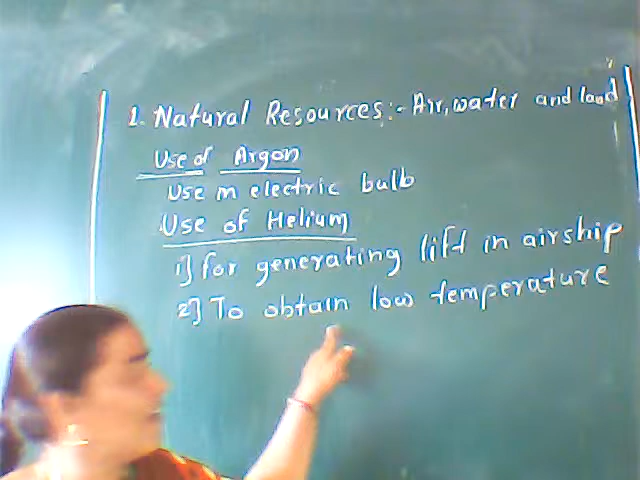 1. Natural Resources:- Air, water and land
Use of Argon
Use in electric bulb
Use of Helium
1] for generating lift in airship
2] To obtain low temperature